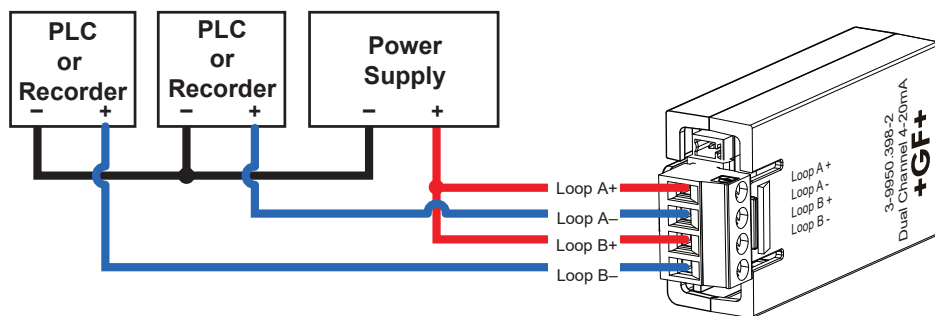 PLC
or
Recorder
– +
PLC
or
Recorder
– +
Power
Supply
– +
Loop A+
Loop A–
Loop B+
Loop B–
Loop A +
Loop A -
Loop B +
Loop B -
3-9950.398-2
Dual Channel 4-20mA
+GF+